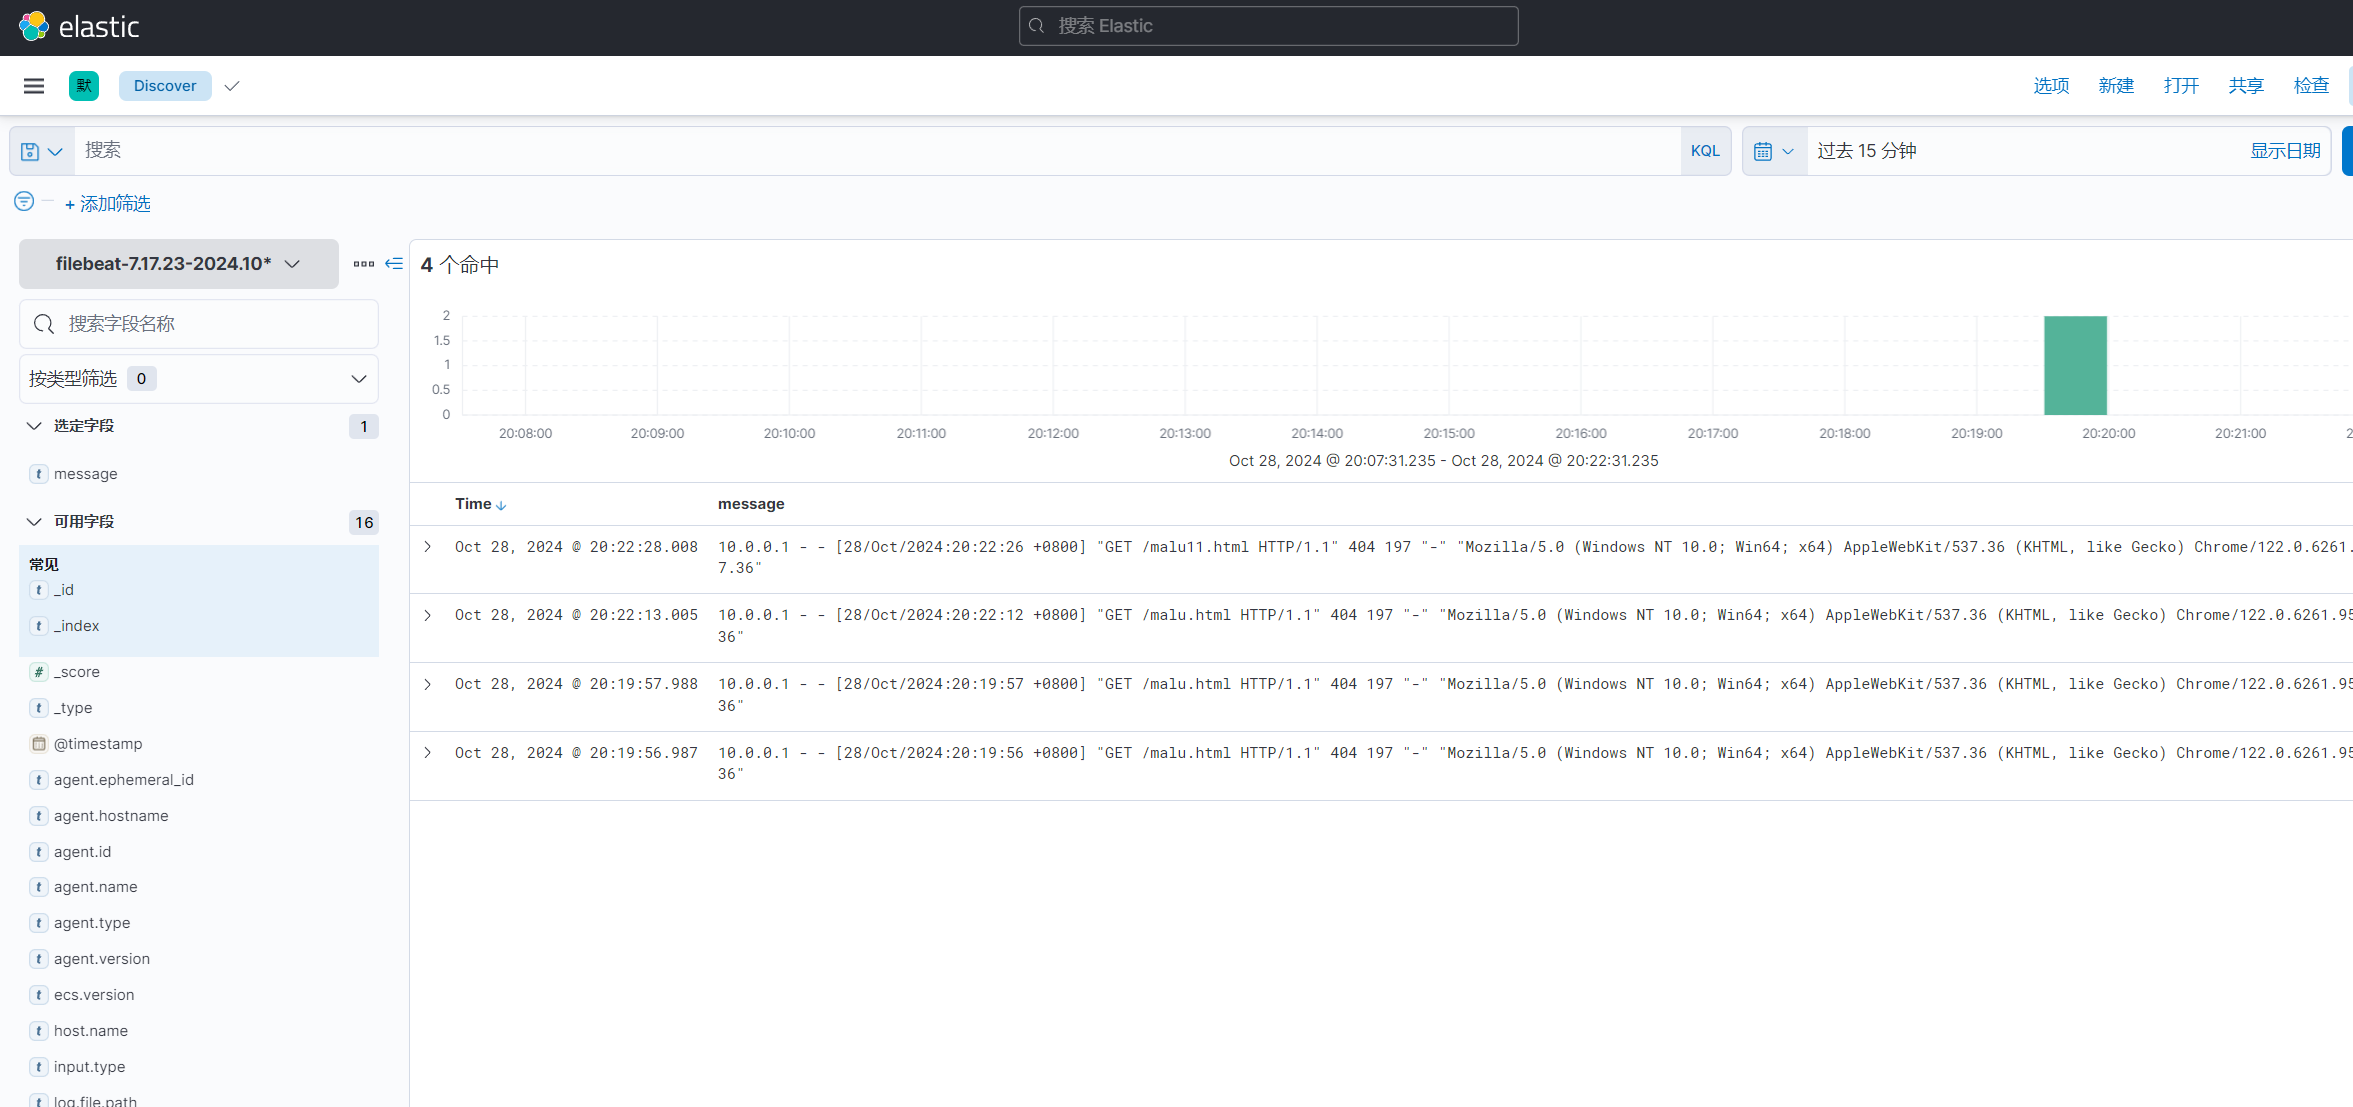 elastic
搜索 Elastic
默
Discover
选项
新建
打开
共享
检查
搜索
KQL
过去 15 分钟
显示日期
+ 添加筛选
filebeat-7.17.23-2024.10*
4 个命中
搜索字段名称
按类型筛选 0
选定字段 1
t message
可用字段 16
常见
t _id
t _index
# _score
t _type
@timestamp
t agent.ephemeral_id
t agent.hostname
t agent.id
t agent.name
t agent.type
t agent.version
t ecs.version
t host.name
t input.type
t log.file.path
2
1.5
1
0.5
0
20:08:00
20:09:00
20:10:00
20:11:00
20:12:00
20:13:00
20:14:00
20:15:00
20:16:00
20:17:00
20:18:00
20:19:00
20:20:00
20:21:00
2
Oct 28, 2024 @ 20:07:31.235 - Oct 28, 2024 @ 20:22:31.235
Time
message
Oct 28, 2024 @ 20:22:28.008
10.0.0.1 - - [28/Oct/2024:20:22:26 +0800] "GET /malu11.html HTTP/1.1" 404 197 "-" "Mozilla/5.0 (Windows NT 10.0; Win64; x64) AppleWebKit/537.36 (KHTML, like Gecko) Chrome/122.0.6261.
7.36"
Oct 28, 2024 @ 20:22:13.005
10.0.0.1 - - [28/Oct/2024:20:22:12 +0800] "GET /malu.html HTTP/1.1" 404 197 "-" "Mozilla/5.0 (Windows NT 10.0; Win64; x64) AppleWebKit/537.36 (KHTML, like Gecko) Chrome/122.0.6261.95
36"
Oct 28, 2024 @ 20:19:57.988
10.0.0.1 - - [28/Oct/2024:20:19:57 +0800] "GET /malu.html HTTP/1.1" 404 197 "-" "Mozilla/5.0 (Windows NT 10.0; Win64; x64) AppleWebKit/537.36 (KHTML, like Gecko) Chrome/122.0.6261.95
36"
Oct 28, 2024 @ 20:19:56.987
10.0.0.1 - - [28/Oct/2024:20:19:56 +0800] "GET /malu.html HTTP/1.1" 404 197 "-" "Mozilla/5.0 (Windows NT 10.0; Win64; x64) AppleWebKit/537.36 (KHTML, like Gecko) Chrome/122.0.6261.95
36"